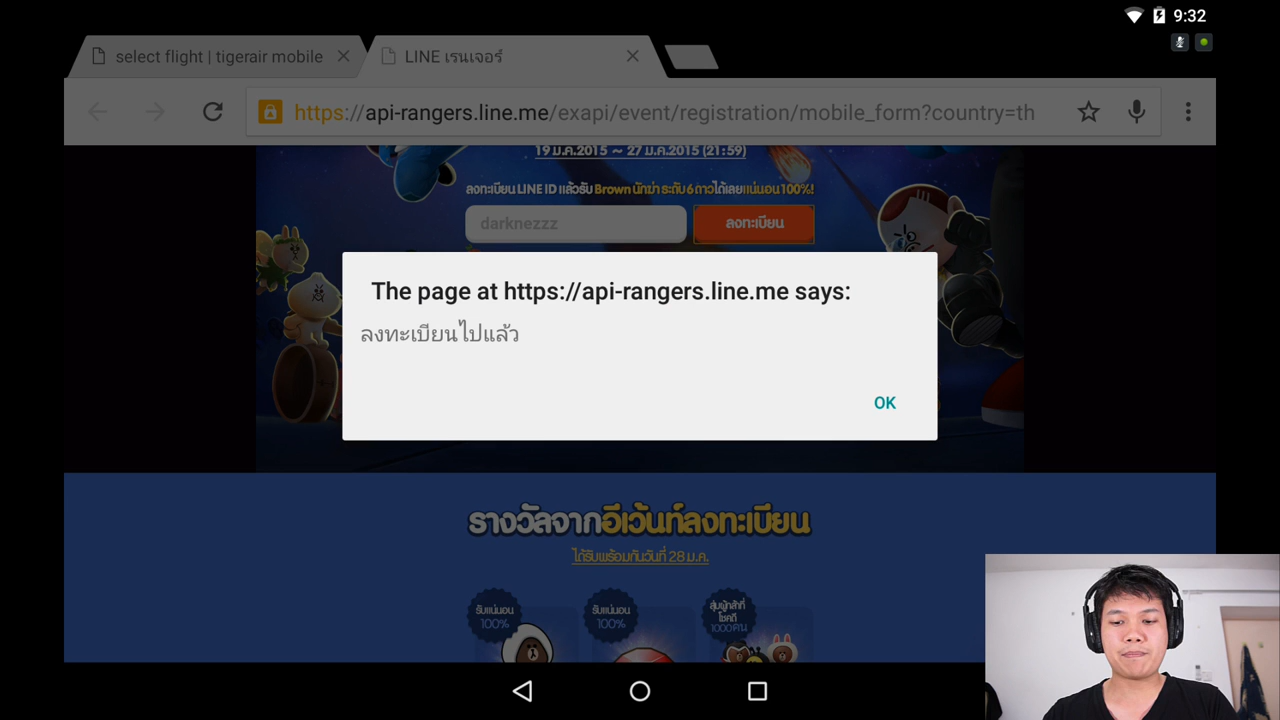 9:32
select flight | tigerair mobile
LINE เรนเจอร์
https://api-rangers.line.me/exapi/event/registration/mobile_form?country=th
19 ม.ค.2015 ~ 27 ม.ค.2015 (21:59)
ลงทะเบียน LINE ID แล้วรับ Brown นักฆ่า ระดับ 6 ดาวได้เลยแน่นอน 100%!
darknezzz
ลงทะเบียน
The page at https://api-rangers.line.me says:
ลงทะเบียนไปแล้ว
OK
รางวัลจากอีเว้นท์ลงทะเบียน
ได้รับพร้อมกันวันที่ 28 ม.ค.
รับแน่นอน
100%
รับแน่นอน
100%
สุ่มผู้กล้าที่
โชคดี
1000 คน